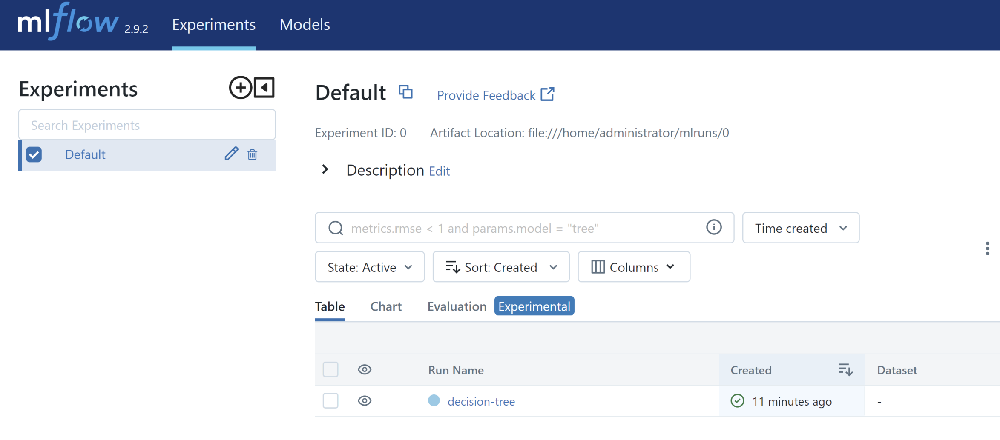 mlflow 2.9.2 Experiments Models
Experiments
Search Experiments
Default
Default Provide Feedback
Experiment ID: 0 Artifact Location: file:///home/administrator/mlruns/0
Description Edit
metrics.rmse < 1 and params.model = "tree" Time created
State: Active Sort: Created Columns
Table Chart Evaluation Experimental
Run Name Created Dataset
decision-tree 11 minutes ago -